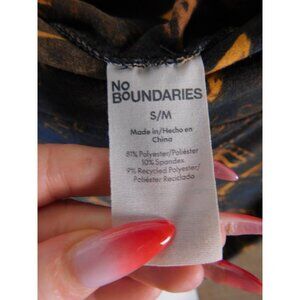 NO
BOUNDARIES
S/M
Made in/Hecho en
China
81% Polyester/Poliéster
10% Spandex
9% Recycled Polyester/
Poliéster Reciclado